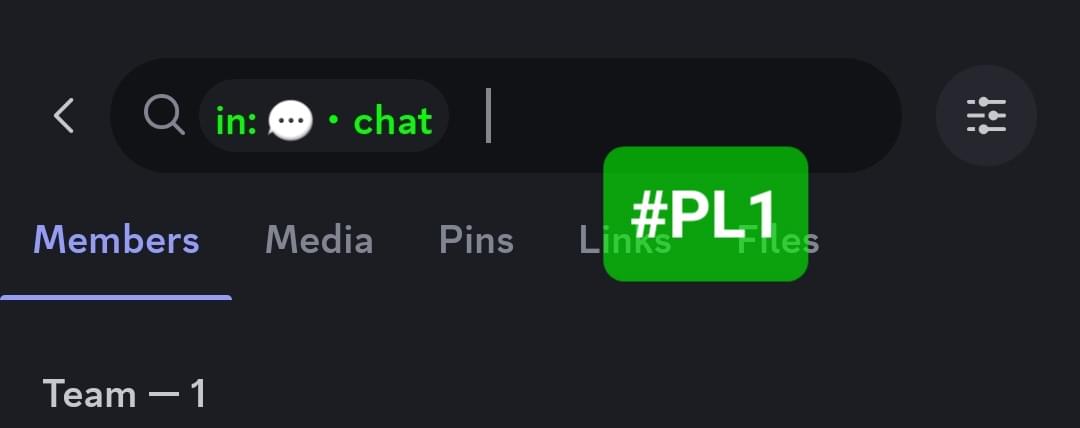 in: 💬 • chat
#PL1
Members Media Pins Links Files
Team — 1